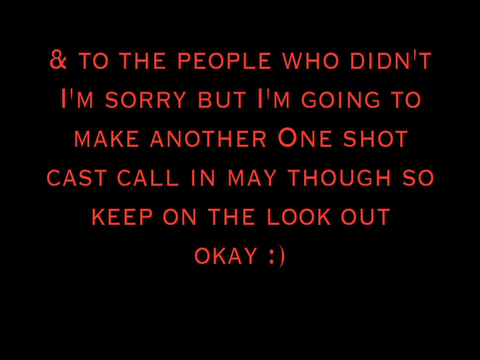 & to the people who didn't
I'm sorry but I'm going to
make another One shot
cast call in may though so
keep on the look out
okay :)